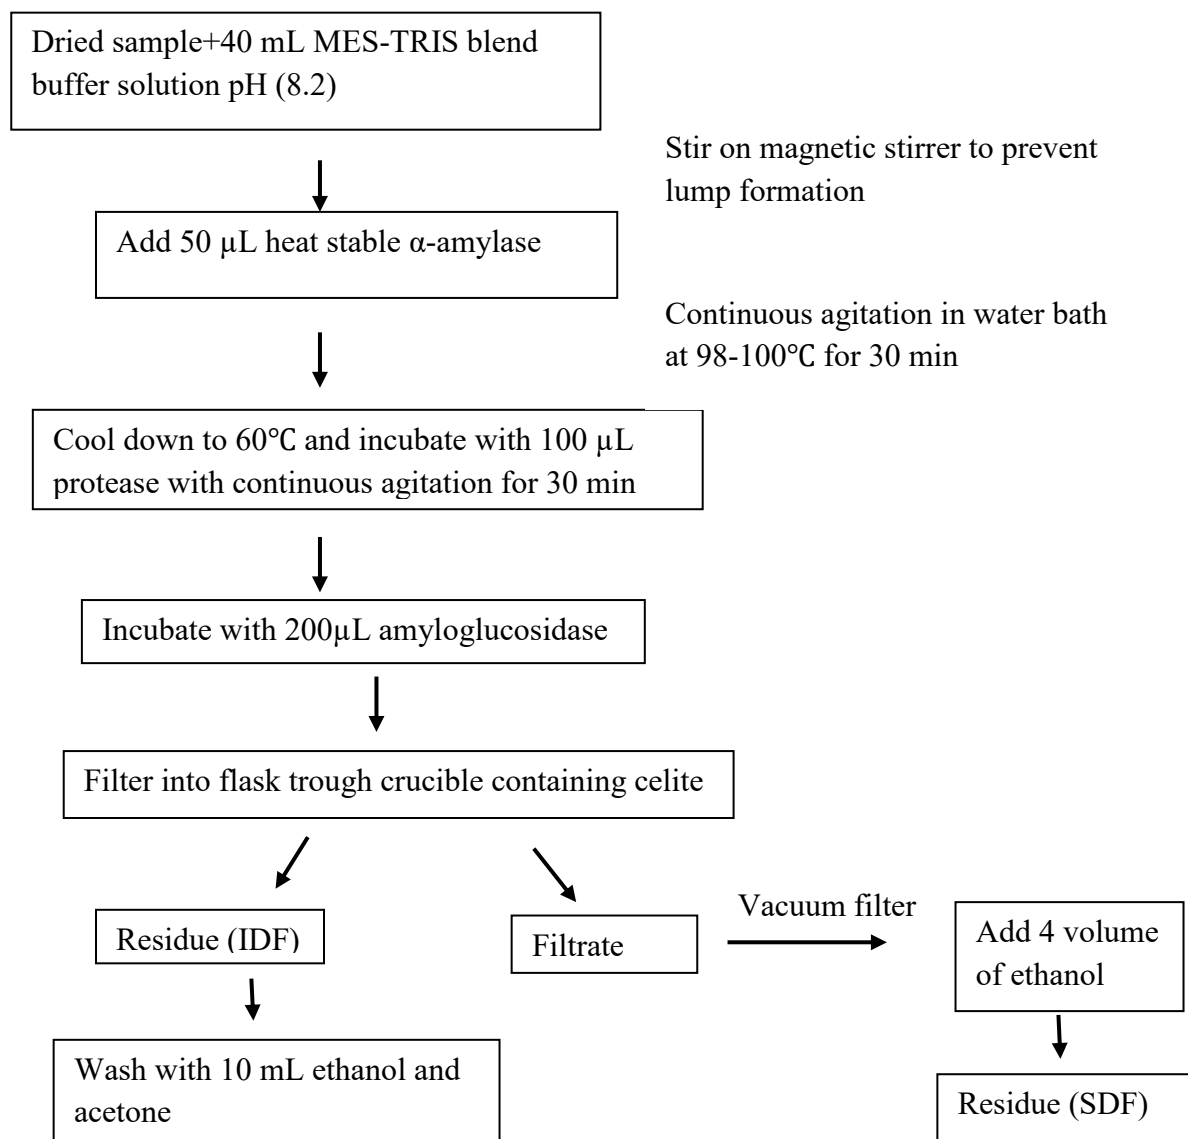 Dried sample+40 mL MES-TRIS blend
buffer solution pH (8.2)
Stir on magnetic stirrer to prevent
lump formation
Add 50 µL heat stable α-amylase
Continuous agitation in water bath
at 98-100℃ for 30 min
Cool down to 60℃ and incubate with 100 µL
protease with continuous agitation for 30 min
Incubate with 200µL amyloglucosidase
Filter into flask trough crucible containing celite
Residue (IDF)
Filtrate
Vacuum filter
Add 4 volume
of ethanol
Wash with 10 mL ethanol and
acetone
Residue (SDF)